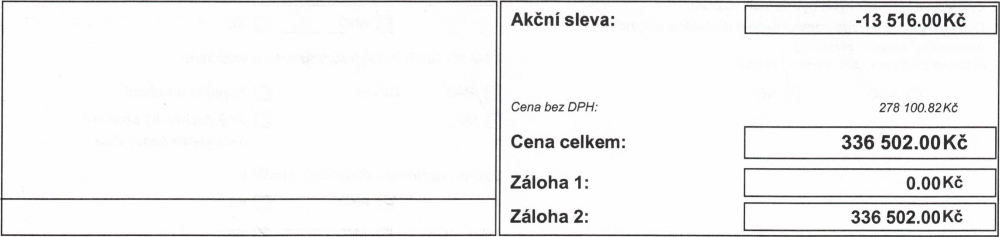 Akční sleva: -13 516.00Kč
Cena bez DPH: 278 100.82Kč
Cena celkem: 336 502.00Kč
Záloha 1: 0.00Kč
Záloha 2: 336 502.00Kč